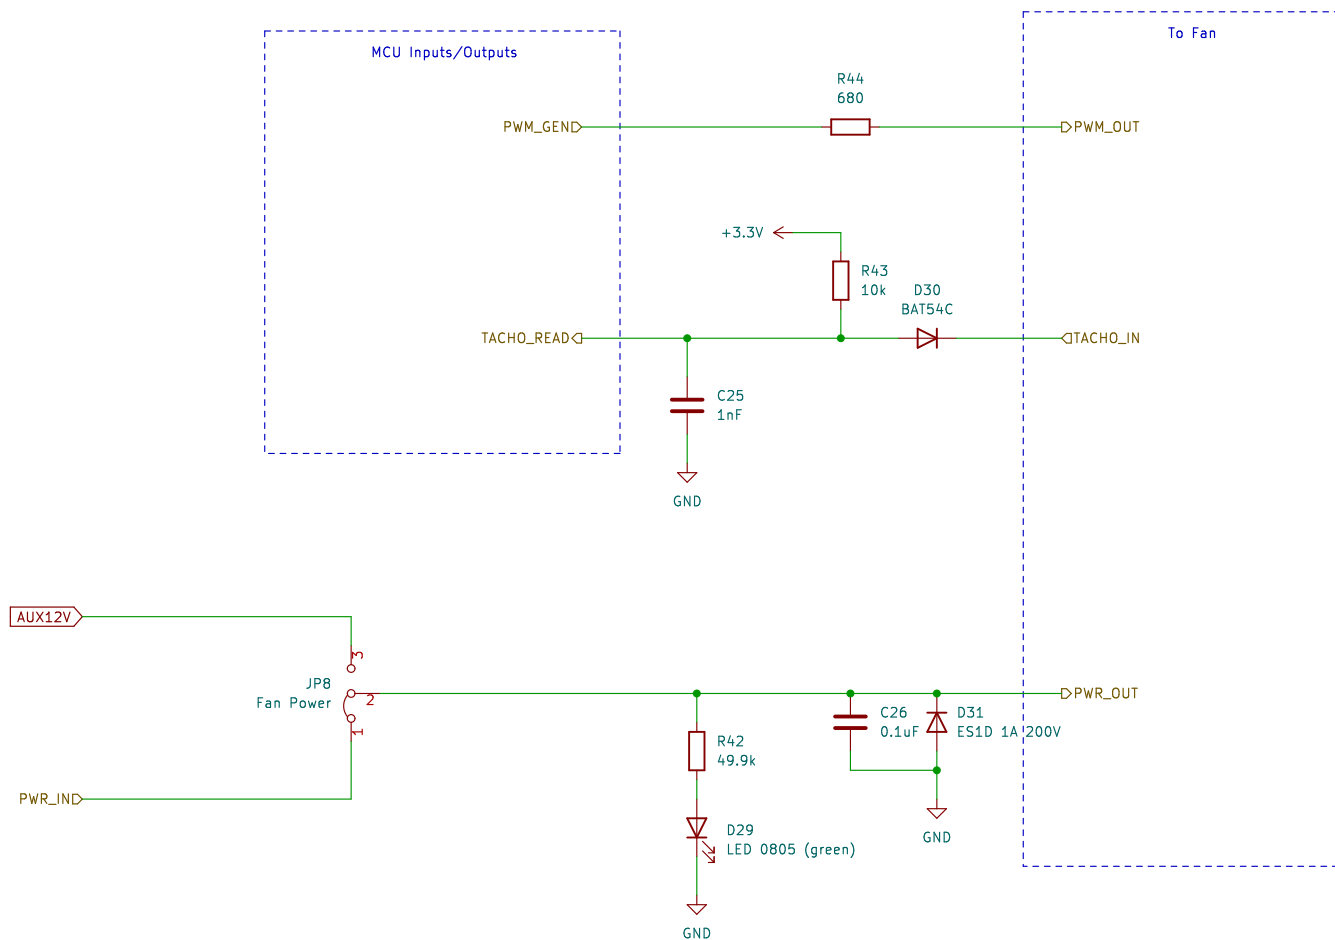 MCU Inputs/Outputs
To Fan
R44
680
PWM_GEN
PWM_OUT
+3.3V
R43
10k
D30
BAT54C
TACHO_READ
TACHO_IN
C25
1nF
GND
AUX12V
3
JP8
Fan Power
2
1
PWR_OUT
C26
0.1uF
D31
ES1D 1A 200V
R42
49.9k
PWR_IN
GND
D29
LED 0805 (green)
GND